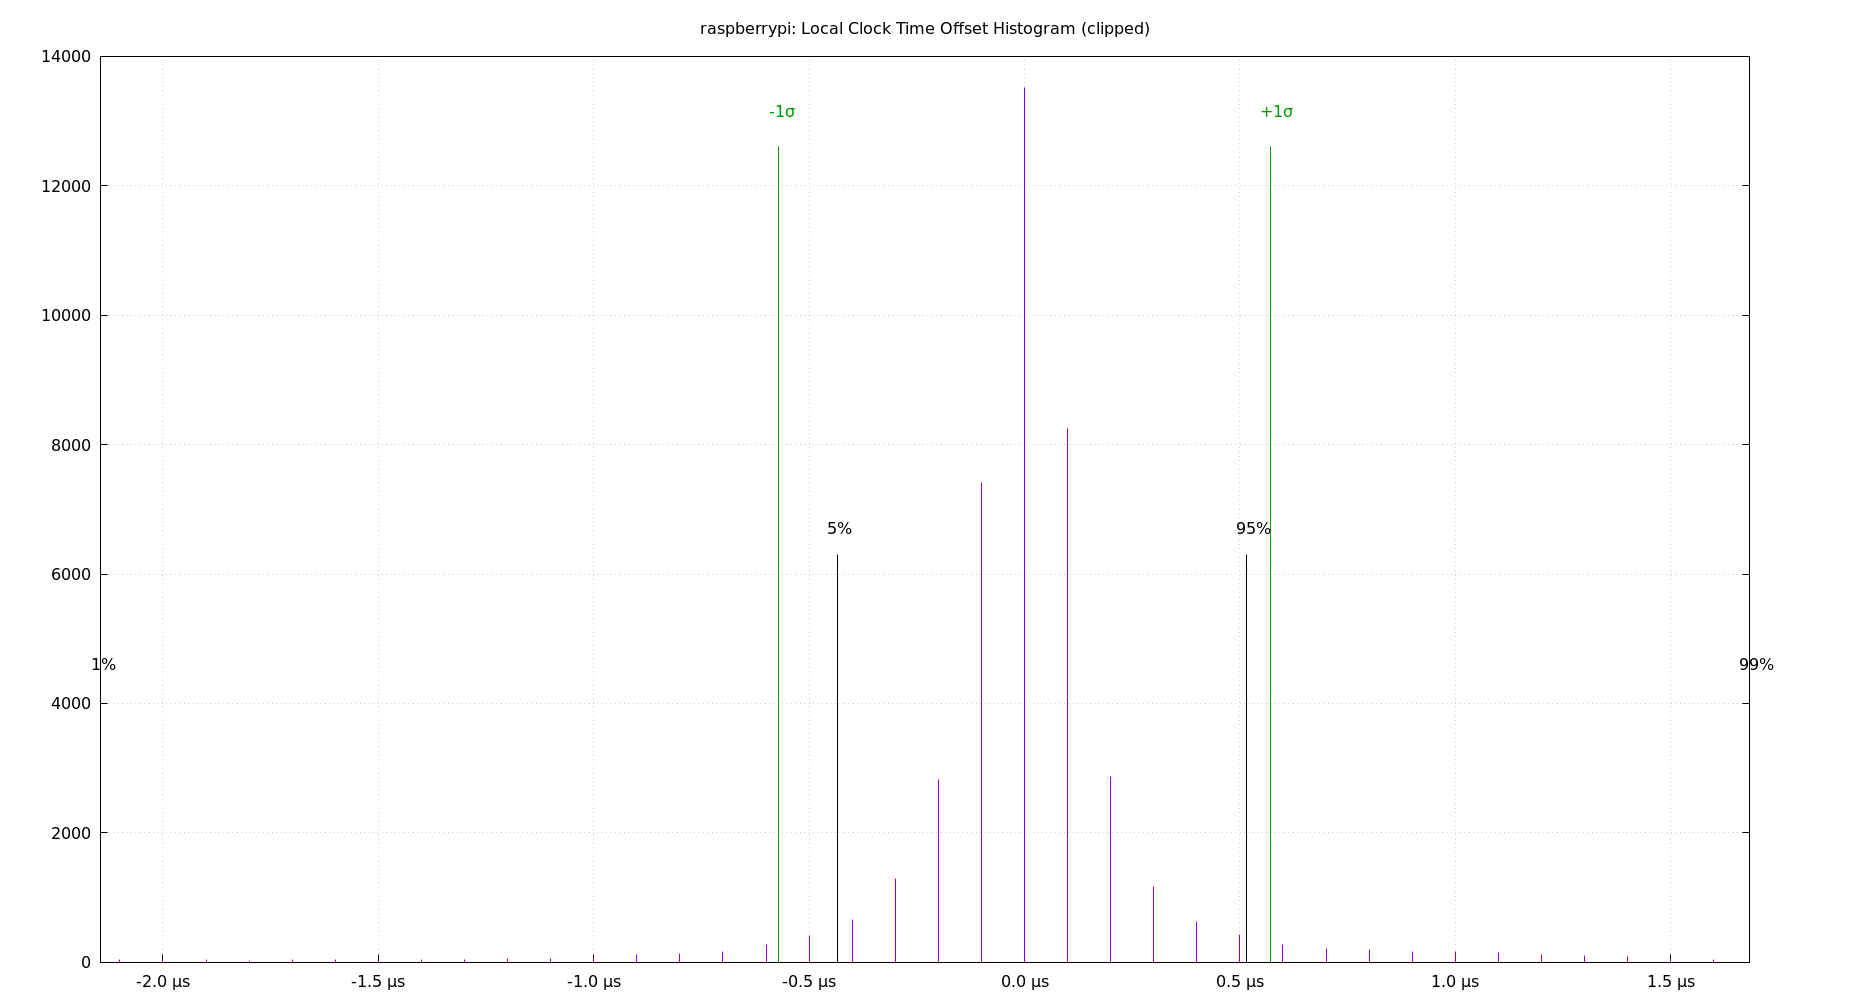 raspberrypi: Local Clock Time Offset Histogram (clipped)
14000
-1σ
+1σ
12000
10000
8000
5%
95%
6000
1%
99%
4000
2000
0
-2.0 µs
-1.5 µs
-1.0 µs
-0.5 µs
0.0 µs
0.5 µs
1.0 µs
1.5 µs